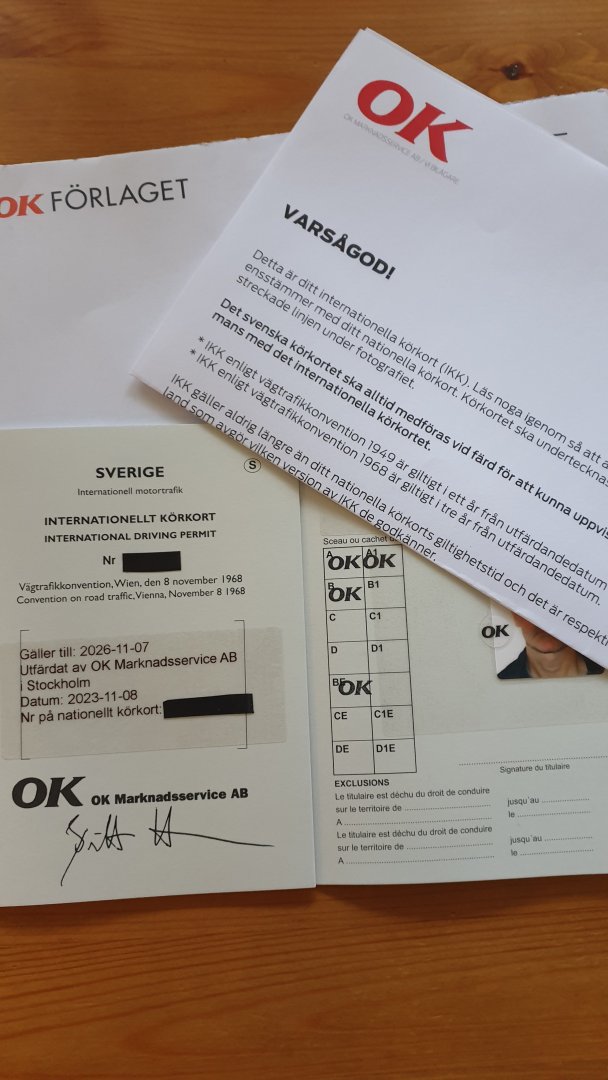 OK FÖRLAGET
OK
OK MARKNADSSERVICE AB / VI BILÄGARE
VARSÅGOD!
Detta är ditt internationella körkort (IKK). Läs noga igenom så att a
ensstämmer med ditt nationella körkort. Körkortet ska undertecknas
streckade linjen under fotografiet.
Det svenska körkortet ska alltid medföras vid färd för att kunna uppvis
mans med det internationella körkortet.
* IKK enligt vägtrafikkonvention 1949 är giltigt i ett år från utfärdandedatum
* IKK enligt vägtrafikkonvention 1968 är giltigt i tre år från utfärdandedatum.
IKK gäller aldrig längre än ditt nationella körkorts giltighetstid och det är respekti
land som avgör vilken version av IKK de godkänner.
SVERIGE
S
Internationell motortrafik
INTERNATIONELLT KÖRKORT
INTERNATIONAL DRIVING PERMIT
Nr
Vägtrafikkonvention, Wien, den 8 november 1968
Convention on road traffic, Vienna, November 8 1968
Gäller till: 2026-11-07
Utfärdat av OK Marknadsservice AB
i Stockholm
Datum: 2023-11-08
Nr på nationellt körkort:
OK OK Marknadsservice AB
Sceau ou cachet
A OK A1 OK
B OK B1
C C1
D D1
BE OK
CE C1E
DE D1E
OK
Signature du titulaire
EXCLUSIONS
Le titulaire est déchu du droit de conduire
sur le territoire de ........ jusqu'au ........
A ........ le ........
Le titulaire est déchu du droit de conduire
sur le territoire de ........ jusqu'au ........
A ........ le ........